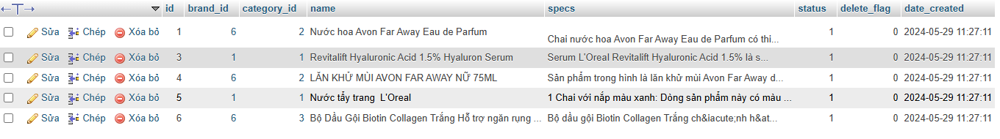 id brand_id category_id name specs status delete_flag date_created
Sửa Chép Xóa bỏ 1 6 2 Nước hoa Avon Far Away Eau de Parfum Chai nước hoa Avon Far Away Eau de Parfum có thi... 1 0 2024-05-29 11:27:11
Sửa Chép Xóa bỏ 3 1 1 Revitalift Hyaluronic Acid 1.5% Hyaluron Serum Serum L'Oreal Revitalift Hyaluronic Acid 1.5% là s... 1 0 2024-05-29 11:27:11
Sửa Chép Xóa bỏ 4 6 2 LĂN KHỬ MÙI AVON FAR AWAY NỮ 75ML Sản phẩm trong hình là lăn khử mùi Avon Far Away d... 1 0 2024-05-29 11:27:11
Sửa Chép Xóa bỏ 5 1 1 Nước tẩy trang  L'Oreal 1 Chai với nắp màu xanh: Dòng sản phẩm này có màu ... 1 0 2024-05-29 11:27:11
Sửa Chép Xóa bỏ 6 6 3 Bộ Dầu Gội Biotin Collagen Trắng Hỗ trợ ngăn rụng ... Bộ dầu gội Biotin Collagen Trắng ch&iacute;nh h&at... 1 0 2024-05-29 11:27:11